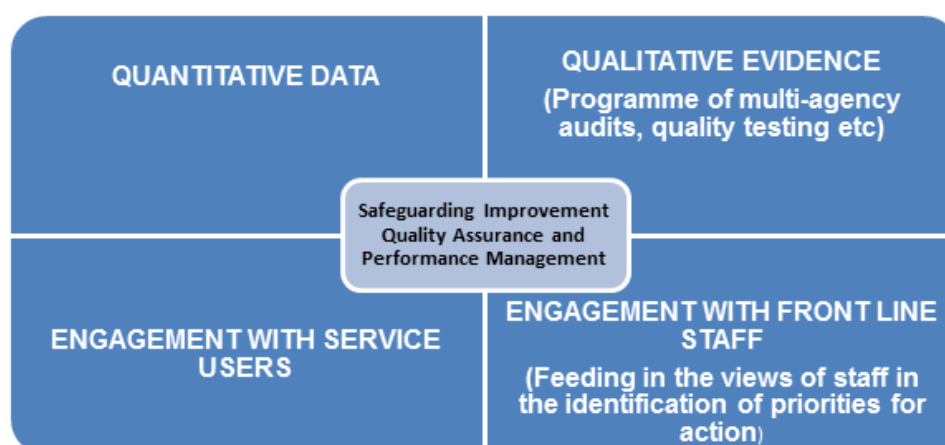 QUANTITATIVE DATA
QUALITATIVE EVIDENCE
(Programme of multi-agency
audits, quality testing etc)
Safeguarding Improvement
Quality Assurance and
Performance Management
ENGAGEMENT WITH SERVICE
USERS
ENGAGEMENT WITH FRONT LINE
STAFF
(Feeding in the views of staff in
the identification of priorities for
action)